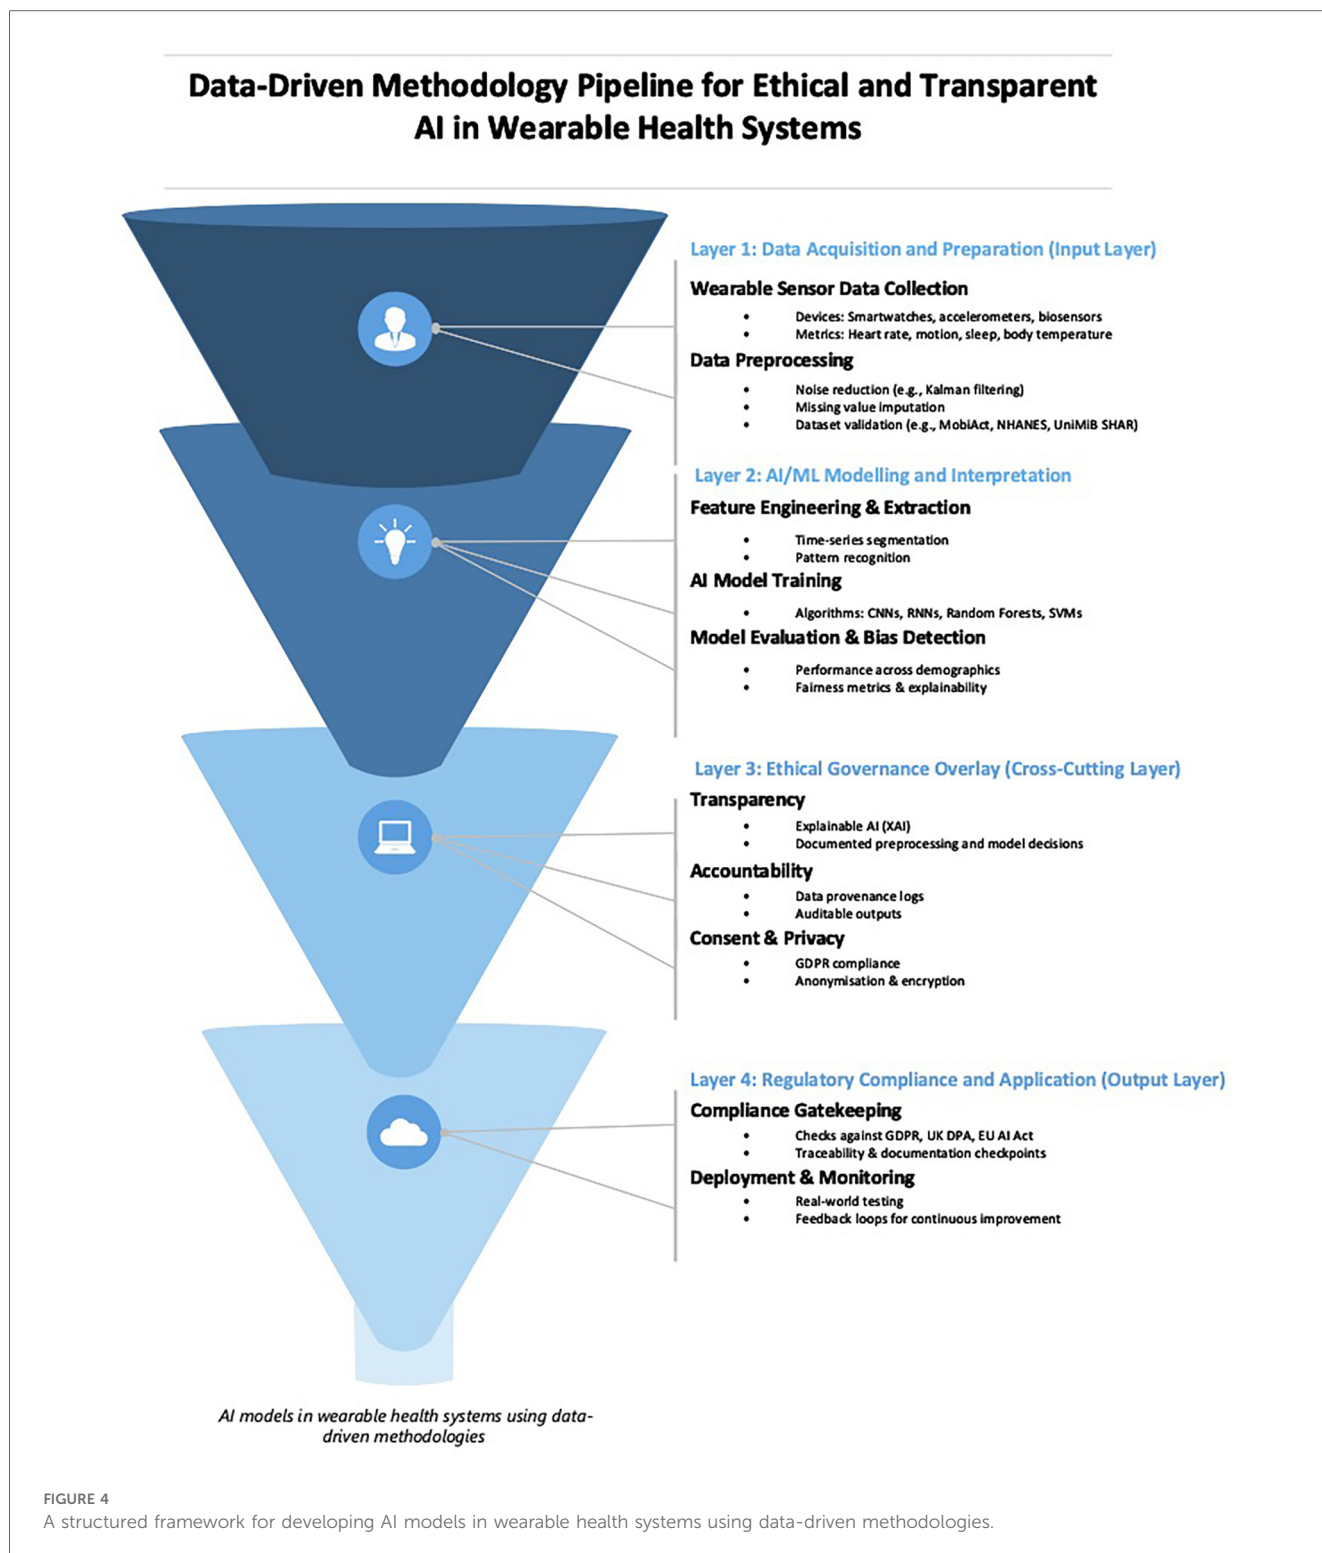 Data-Driven Methodology Pipeline for Ethical and Transparent
AI in Wearable Health Systems
Layer 1: Data Acquisition and Preparation (Input Layer)
Wearable Sensor Data Collection
• Devices: Smartwatches, accelerometers, biosensors
• Metrics: Heart rate, motion, sleep, body temperature
Data Preprocessing
• Noise reduction (e.g., Kalman filtering)
• Missing value imputation
• Dataset validation (e.g., MobiAct, NHANES, UniMiB SHAR)
Layer 2: AI/ML Modelling and Interpretation
Feature Engineering & Extraction
• Time-series segmentation
• Pattern recognition
AI Model Training
• Algorithms: CNNs, RNNs, Random Forests, SVMs
Model Evaluation & Bias Detection
• Performance across demographics
• Fairness metrics & explainability
Layer 3: Ethical Governance Overlay (Cross-Cutting Layer)
Transparency
• Explainable AI (XAI)
• Documented preprocessing and model decisions
Accountability
• Data provenance logs
• Auditable outputs
Consent & Privacy
• GDPR compliance
• Anonymisation & encryption
Layer 4: Regulatory Compliance and Application (Output Layer)
Compliance Gatekeeping
• Checks against GDPR, UK DPA, EU AI Act
• Traceability & documentation checkpoints
Deployment & Monitoring
• Real-world testing
• Feedback loops for continuous improvement
AI models in wearable health systems using data-
driven methodologies
FIGURE 4
A structured framework for developing AI models in wearable health systems using data-driven methodologies.